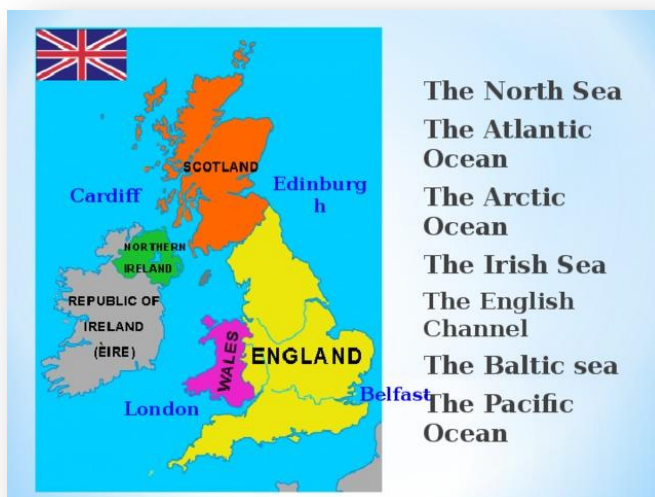 SCOTLAND
Cardiff
Edinburg
h
NORTHERN
IRELAND
REPUBLIC OF
IRELAND
(ÈIRE)
WALES
ENGLAND
London
Belfast
The North Sea
The Atlantic
Ocean
The Arctic
Ocean
The Irish Sea
The English
Channel
The Baltic sea
The Pacific
Ocean